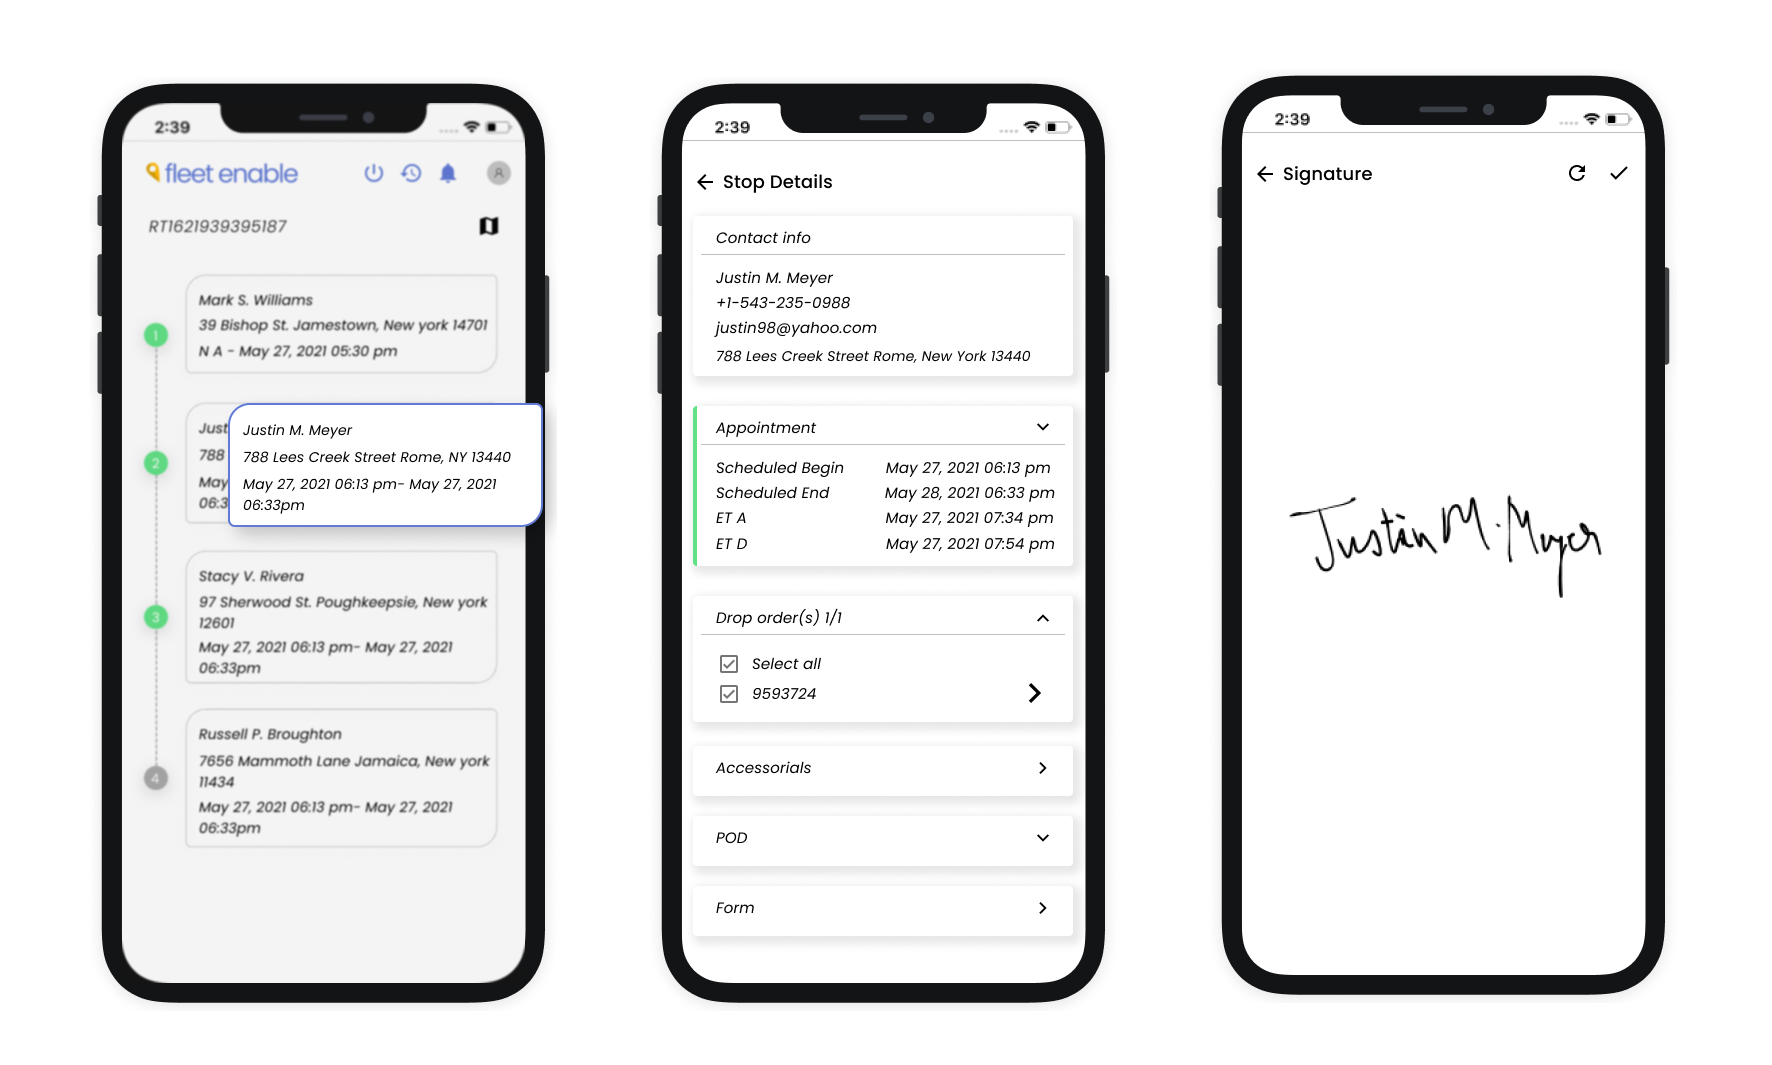 2:39
fleet enable
RT1621939395187
1
Mark S. Williams
39 Bishop St. Jamestown, New york 14701
N A - May 27, 2021 05:30 pm
2
Just
788
May
06:3
Justin M. Meyer
788 Lees Creek Street Rome, NY 13440
May 27, 2021 06:13 pm- May 27, 2021
06:33pm
3
Stacy V. Rivera
97 Sherwood St. Poughkeepsie, New york
12601
May 27, 2021 06:13 pm- May 27, 2021
06:33pm
4
Russell P. Broughton
7656 Mammoth Lane Jamaica, New york
11434
May 27, 2021 06:13 pm- May 27, 2021
06:33pm
2:39
Stop Details
Contact info
Justin M. Meyer
+1-543-235-0988
justin98@yahoo.com
788 Lees Creek Street Rome, New York 13440
Appointment
Scheduled Begin May 27, 2021 06:13 pm
Scheduled End May 28, 2021 06:33 pm
ET A May 27, 2021 07:34 pm
ET D May 27, 2021 07:54 pm
Drop order(s) 1/1
Select all
9593724
Accessorials
POD
Form
2:39
Signature
Justin M. Meyer